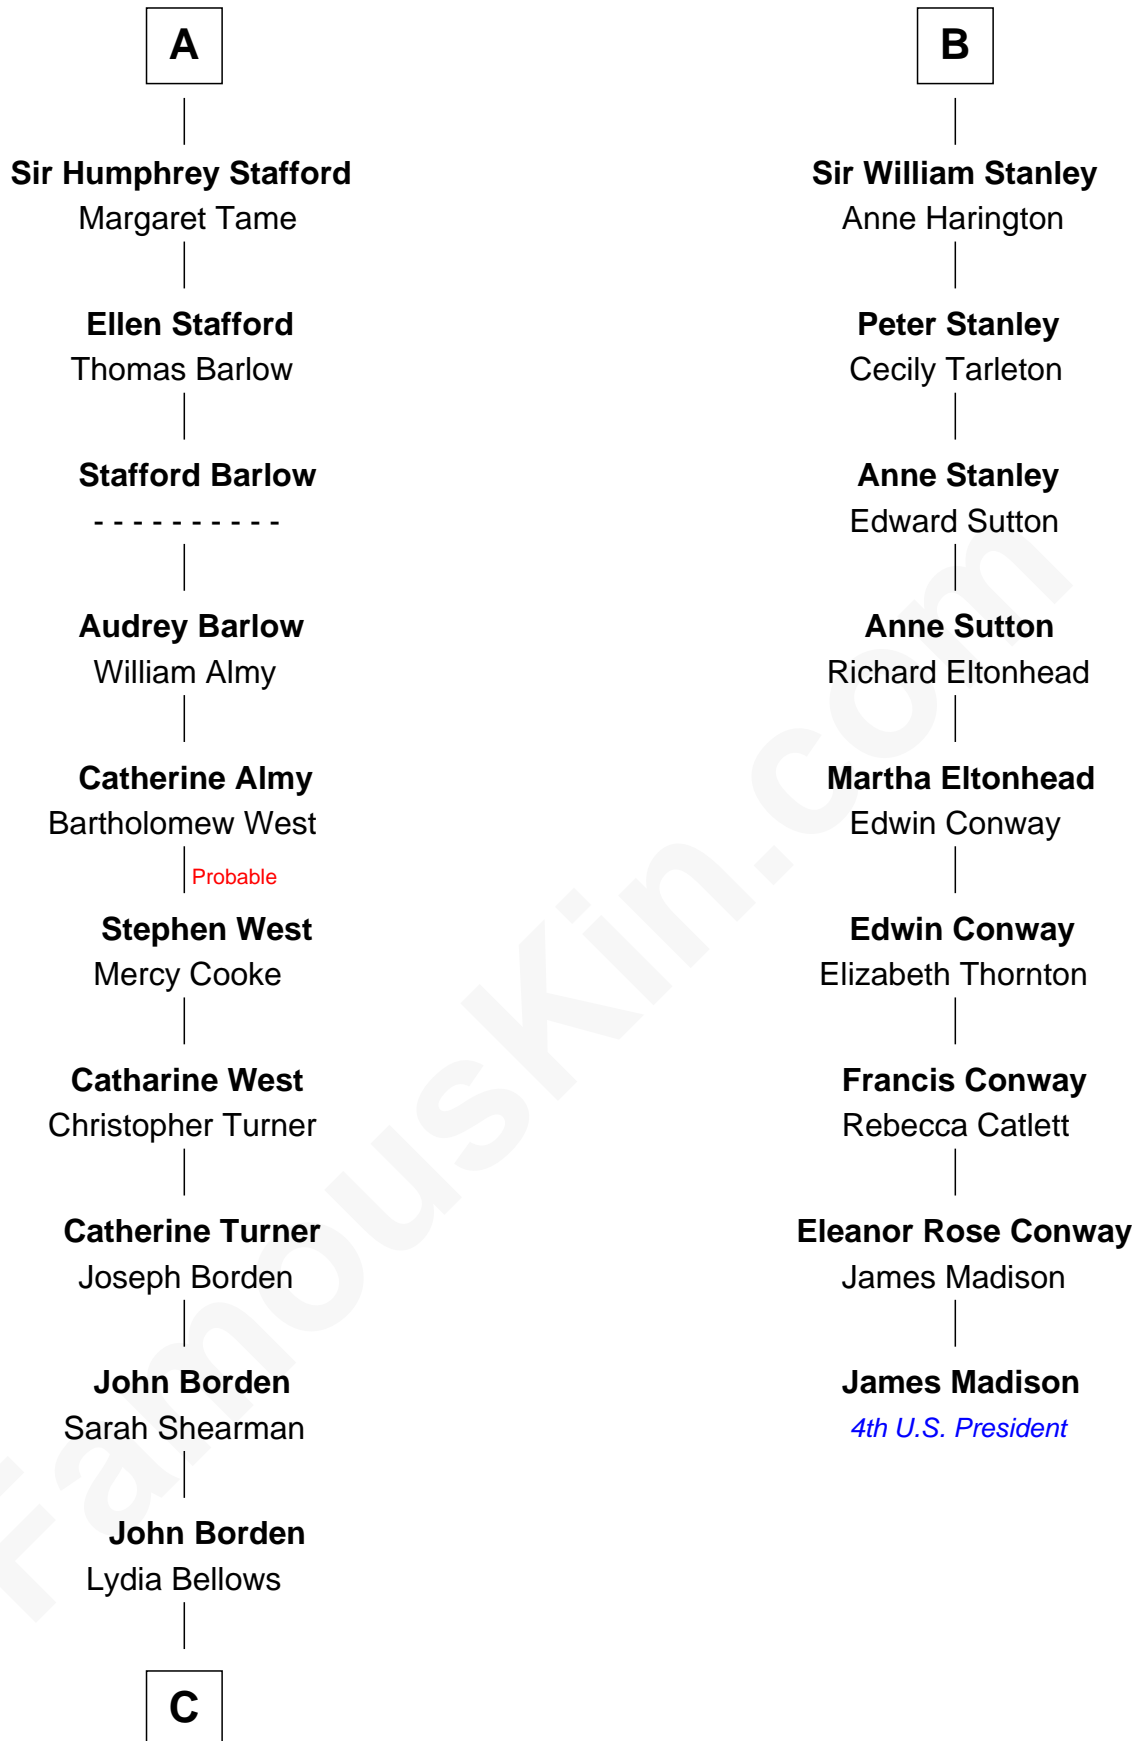 A
Sir Humphrey Stafford
Margaret Tame
Ellen Stafford
Thomas Barlow
Stafford Barlow
- - - - - - - - - -
Audrey Barlow
William Almy
Catherine Almy
Bartholomew West
Probable
Stephen West
Mercy Cooke
Catharine West
Christopher Turner
Catherine Turner
Joseph Borden
John Borden
Sarah Shearman
John Borden
Lydia Bellows
C
B
Sir William Stanley
Anne Harington
Peter Stanley
Cecily Tarleton
Anne Stanley
Edward Sutton
Anne Sutton
Richard Eltonhead
Martha Eltonhead
Edwin Conway
Edwin Conway
Elizabeth Thornton
Francis Conway
Rebecca Catlett
Eleanor Rose Conway
James Madison
James Madison
4th U.S. President
FamousKin.com